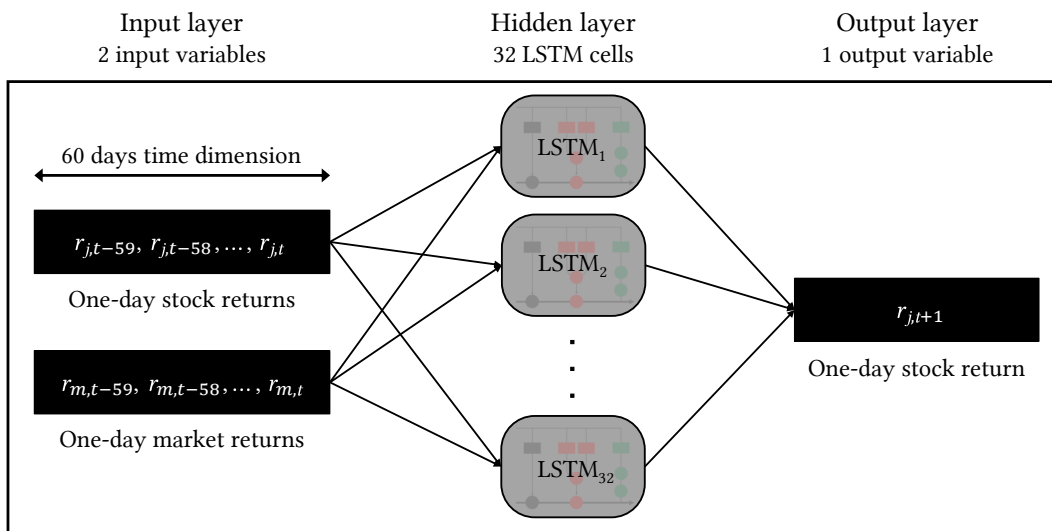 Input layer
2 input variables
Hidden layer
32 LSTM cells
Output layer
1 output variable
60 days time dimension
r_{j,t−59}, r_{j,t−58}, …, r_{j,t}
One-day stock returns
r_{m,t−59}, r_{m,t−58}, …, r_{m,t}
One-day market returns
LSTM₁
LSTM₂
LSTM₃₂
r_{j,t+1}
One-day stock return